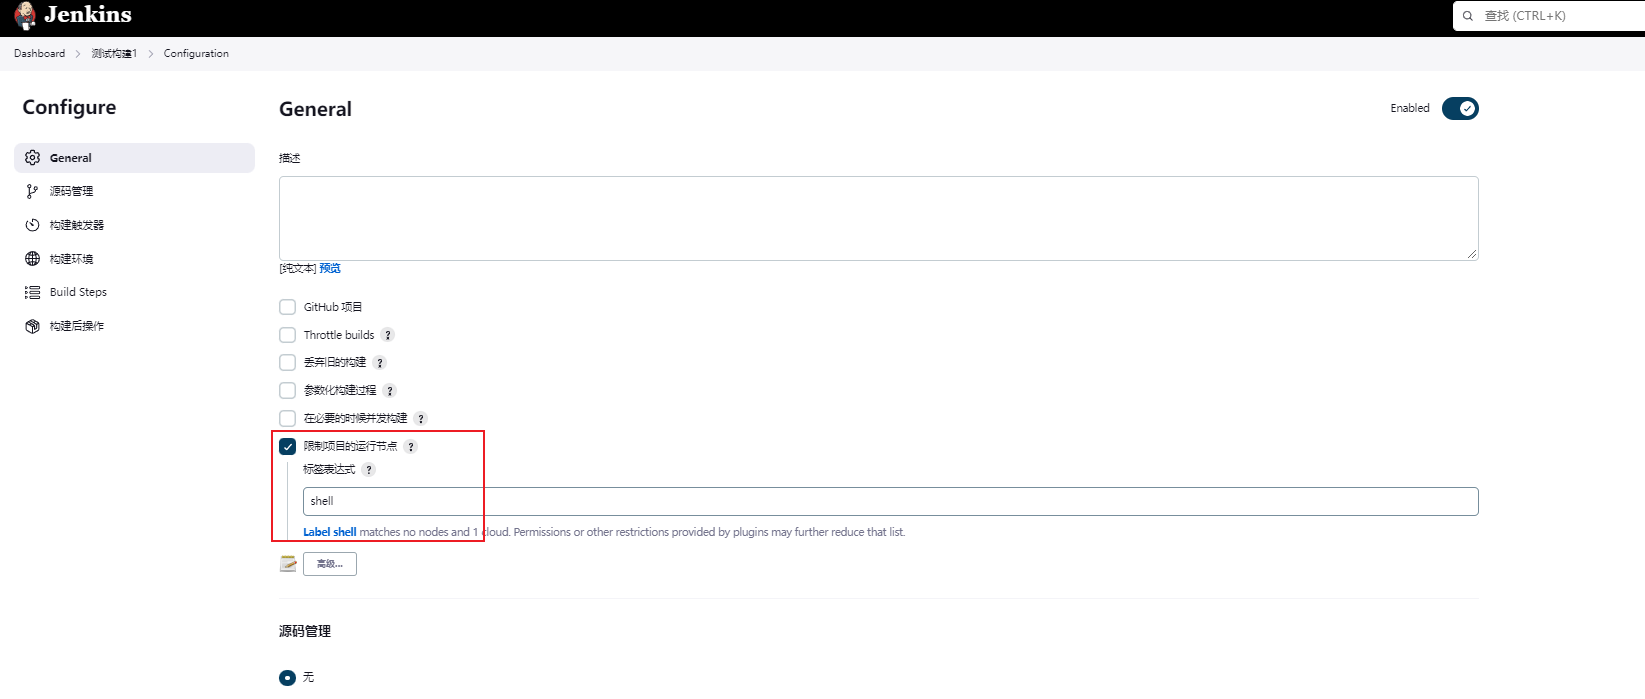 Jenkins
查找 (CTRL+K)
Dashboard > 测试构建1 > Configuration
Configure
General
源码管理
构建触发器
构建环境
Build Steps
构建后操作
General
Enabled
描述
[纯文本] 预览
GitHub 项目
Throttle builds ?
丢弃旧的构建 ?
参数化构建过程 ?
在必要的时候并发构建 ?
限制项目的运行节点 ?
标签表达式 ?
shell
Label shell matches no nodes and 1 cloud. Permissions or other restrictions provided by plugins may further reduce that list.
高级...
源码管理
无